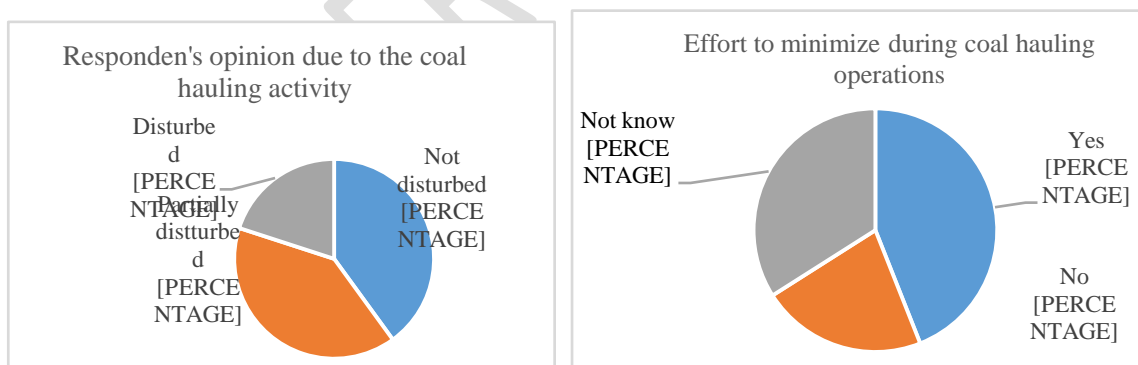 Responden's opinion due to the coal
hauling activity
Disturbe
d
[PERCE
NTAGE]
Partially
distturbe
d
[PERCE
NTAGE]
Not
disturbed
[PERCE
NTAGE]
Effort to minimize during coal hauling
operations
Not know
[PERCE
NTAGE]
Yes
[PERCE
NTAGE]
No
[PERCE
NTAGE]